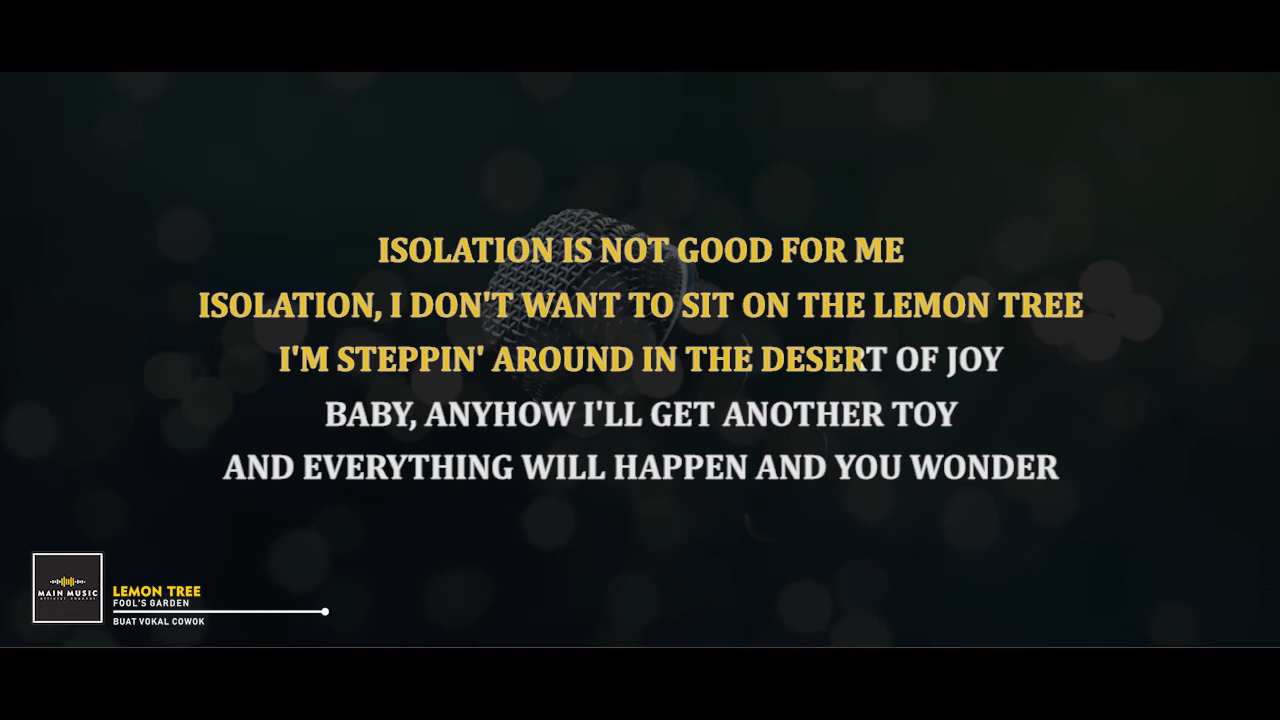 ISOLATION IS NOT GOOD FOR ME
ISOLATION, I DON'T WANT TO SIT ON THE LEMON TREE
I'M STEPPIN' AROUND IN THE DESERT OF JOY
BABY, ANYHOW I'LL GET ANOTHER TOY
AND EVERYTHING WILL HAPPEN AND YOU WONDER
MAIN MUSIC
OFFICIAL CHANNEL
LEMON TREE
FOOL'S GARDEN
BUAT VOKAL COWOK